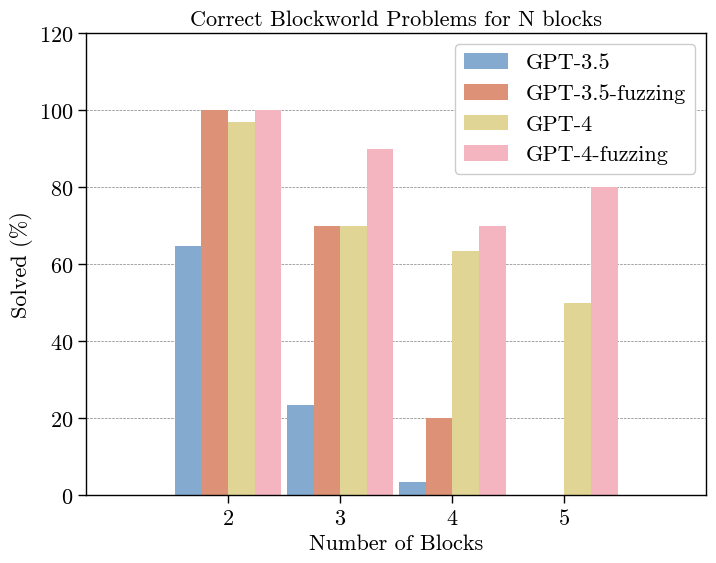 Correct Blockworld Problems for N blocks
120
100
80
60
40
20
0
Solved (%)
GPT-3.5
GPT-3.5-fuzzing
GPT-4
GPT-4-fuzzing
2 3 4 5
Number of Blocks